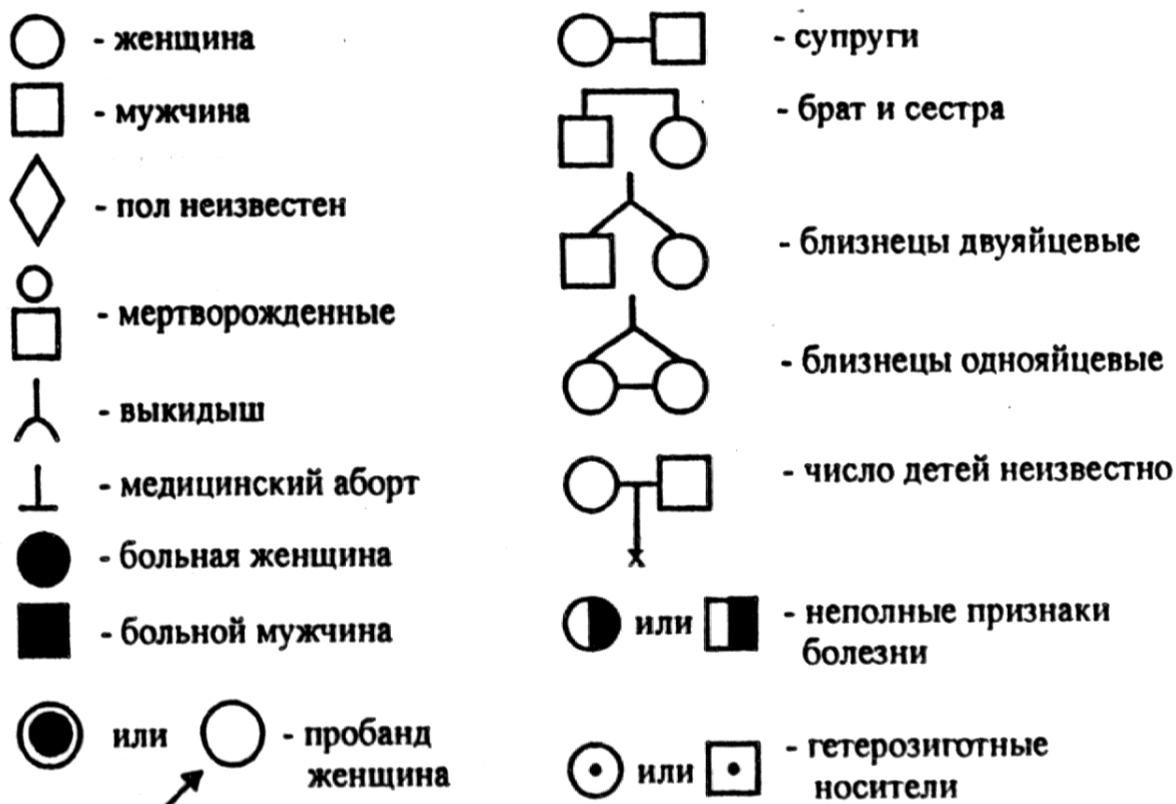 - женщина
- мужчина
- пол неизвестен
- мертворожденные
- выкидыш
- медицинский аборт
- больная женщина
- больной мужчина
или
- пробанд
женщина
- супруги
- брат и сестра
- близнецы двуяйцевые
- близнецы однояйцевые
- число детей неизвестно
x
или
- неполные признаки
болезни
или
- гетерозиготные
носители